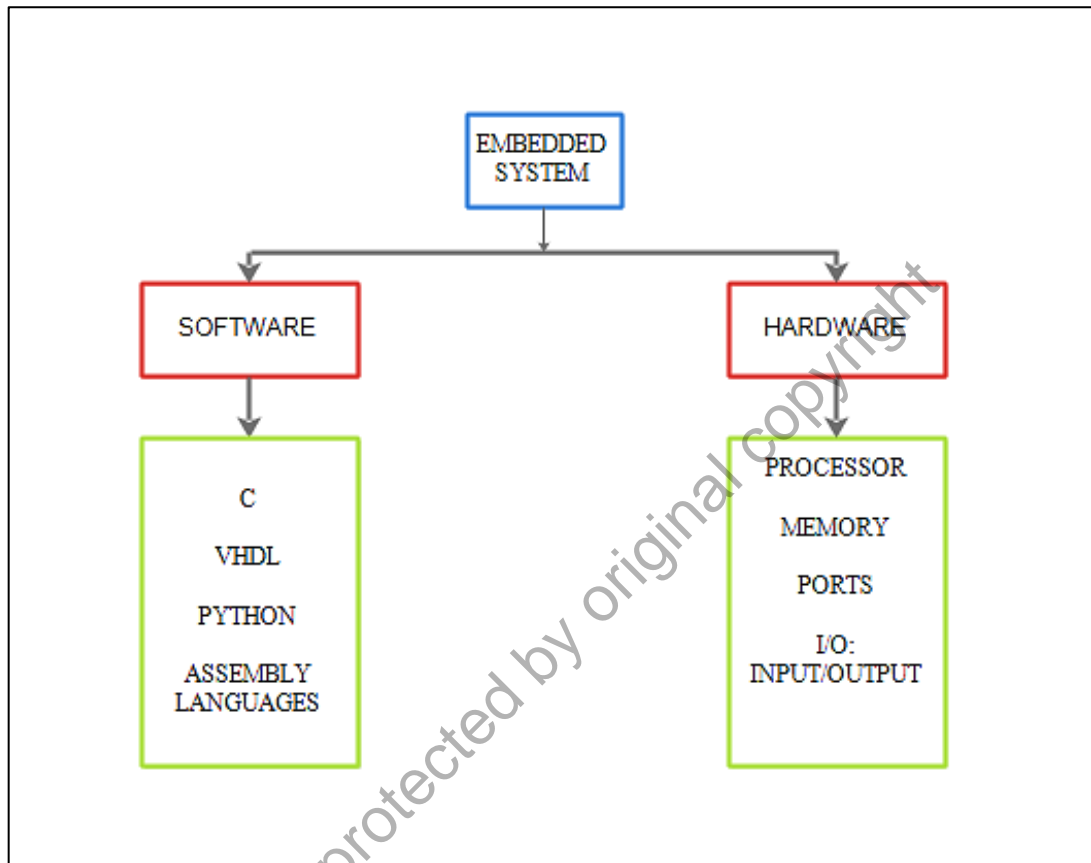 EMBEDDED
SYSTEM
SOFTWARE
HARDWARE
C
VHDL
PYTHON
ASSEMBLY
LANGUAGES
PROCESSOR
MEMORY
PORTS
I/O:
INPUT/OUTPUT
protected by original copyright